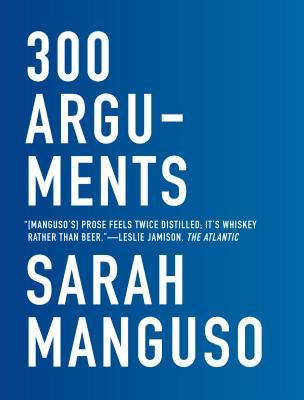 300
ARGU-
MENTS
"[MANGUSO'S] PROSE FEELS TWICE DISTILLED; IT'S WHISKEY
RATHER THAN BEER."—LESLIE JAMISON, THE ATLANTIC
SARAH
MANGUSO